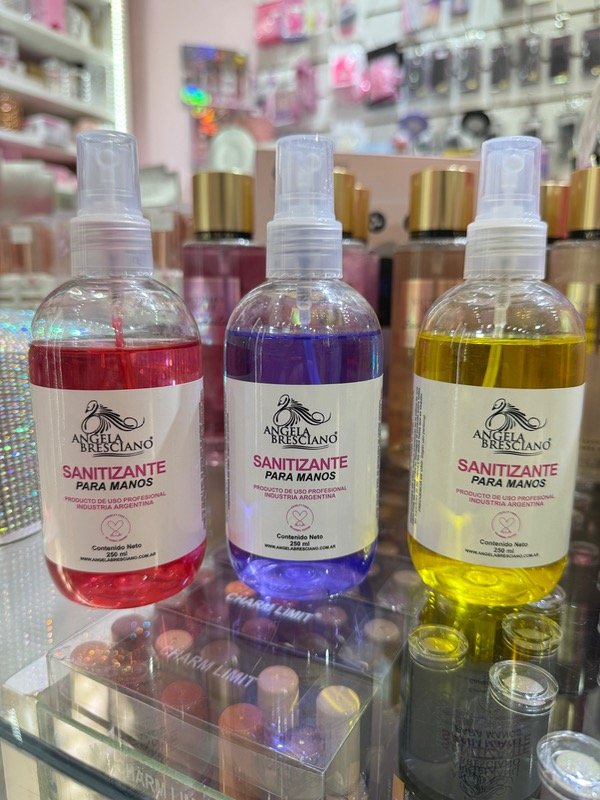 ANGELA
BRESCIANO
SANITIZANTE
PARA MANOS
PRODUCTO DE USO PROFESIONAL
INDUSTRIA ARGENTINA
Contenido Neto
250 ml
WWW.ANGELABRESCIANO.COM.AR
ANGELA
BRESCIANO
SANITIZANTE
PARA MANOS
PRODUCTO DE USO PROFESIONAL
INDUSTRIA ARGENTINA
Contenido Neto
250 ml
WWW.ANGELABRESCIANO.COM.AR
ANGELA
BRESCIANO
SANITIZANTE
PARA MANOS
PRODUCTO DE USO PROFESIONAL
INDUSTRIA ARGENTINA
Contenido Neto
250 ml
WWW.ANGELABRESCIANO.COM.AR
CHARM LIMIT
CHARM LIMIT
CHARM LIMIT